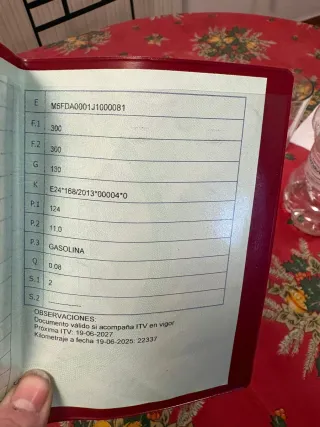 E M5FDA0001J1000081
F.1 300
F.2 300
G 130
K E24*168/2013*00004*0
P.1 124
P.2 11,0
P.3 GASOLINA
Q 0.08
S.1 2
S.2
OBSERVACIONES:
Documento válido si acompaña ITV en vigor
Próxima ITV: 19-06-2027
Kilometraje a fecha 19-06-2025: 22337